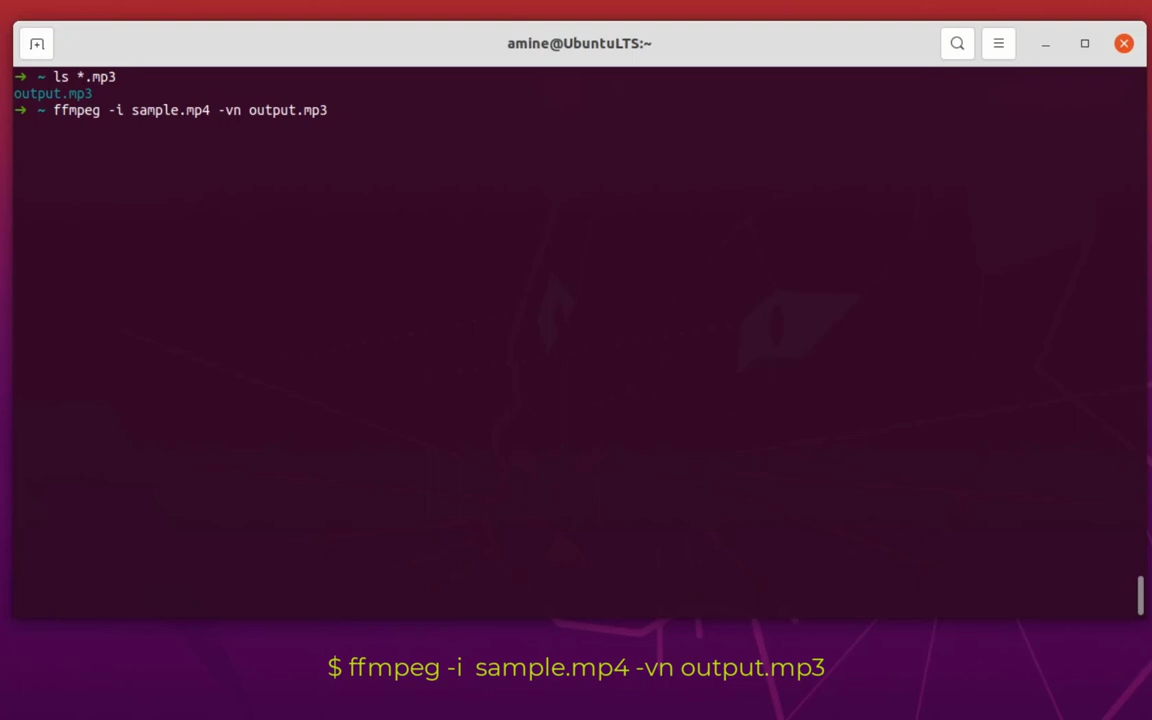 amine@UbuntuLTS:~
➜ ~ ls *.mp3
output.mp3
➜ ~ ffmpeg -i sample.mp4 -vn output.mp3
$ ffmpeg -i sample.mp4 -vn output.mp3